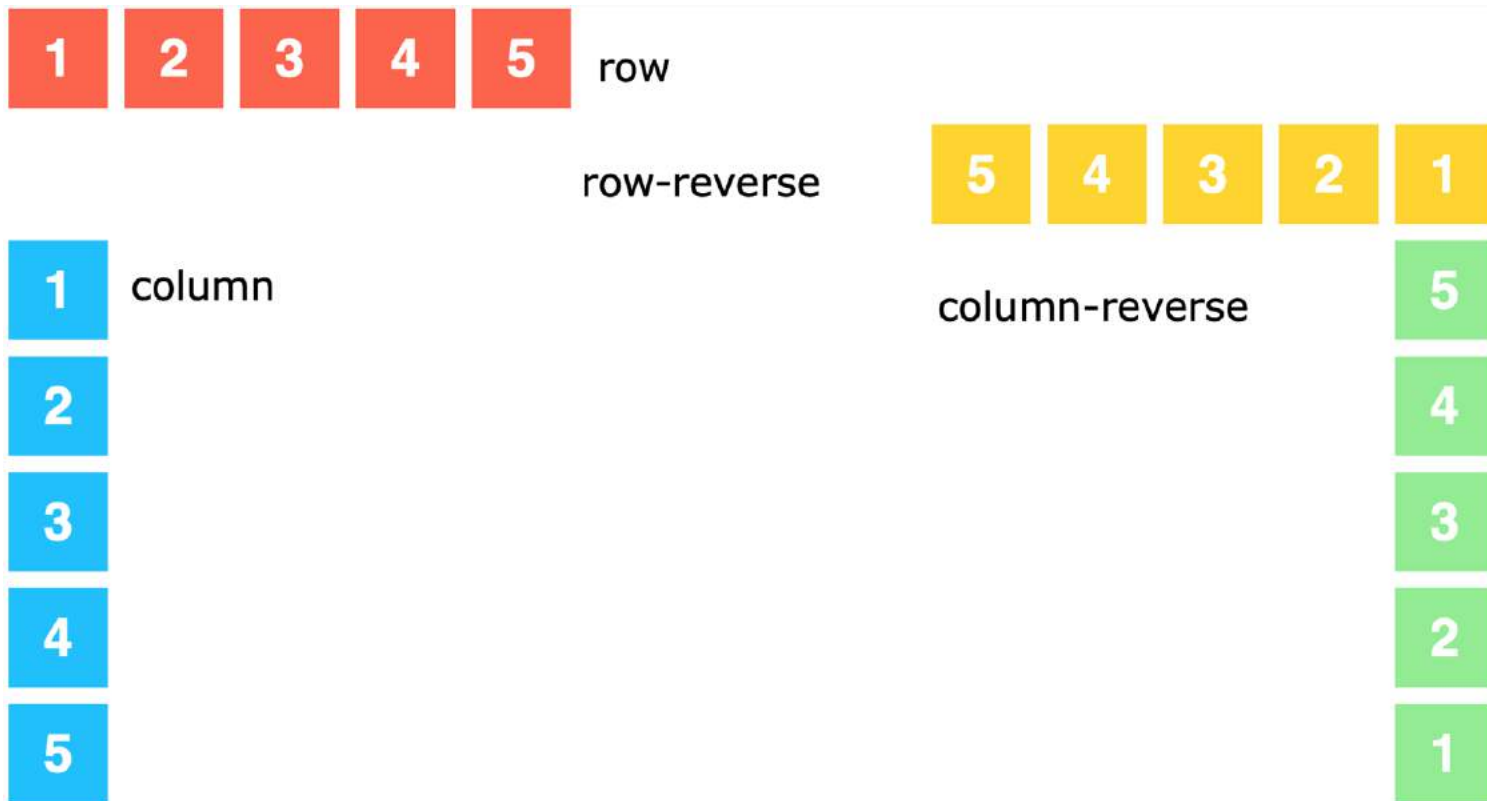 1 2 3 4 5 row
row-reverse 5 4 3 2 1
1 column
column-reverse 5
2 4
3 3
4 2
5 1